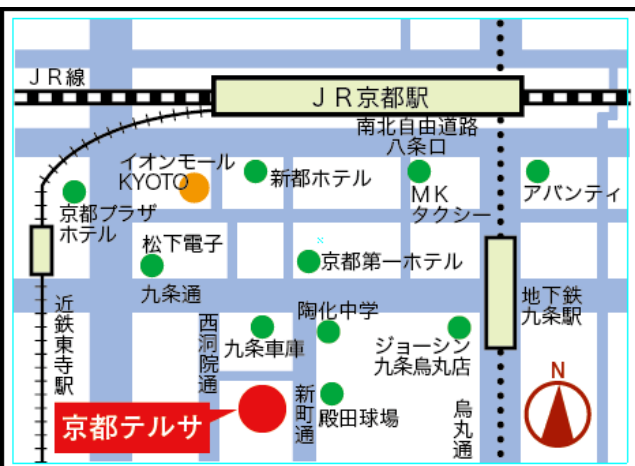 JR線
JR京都駅
南北自由道路
八条口
イオンモール
KYOTO
新都ホテル
MK
タクシー
アバンティ
京都プラザ
ホテル
松下電子
京都第一ホテル
九条通
地下鉄
九条駅
近鉄東寺駅
西洞院通
九条車庫
陶化中学
ジョーシン
九条烏丸店
新町通
殿田球場
烏丸通
N
京都テルサ